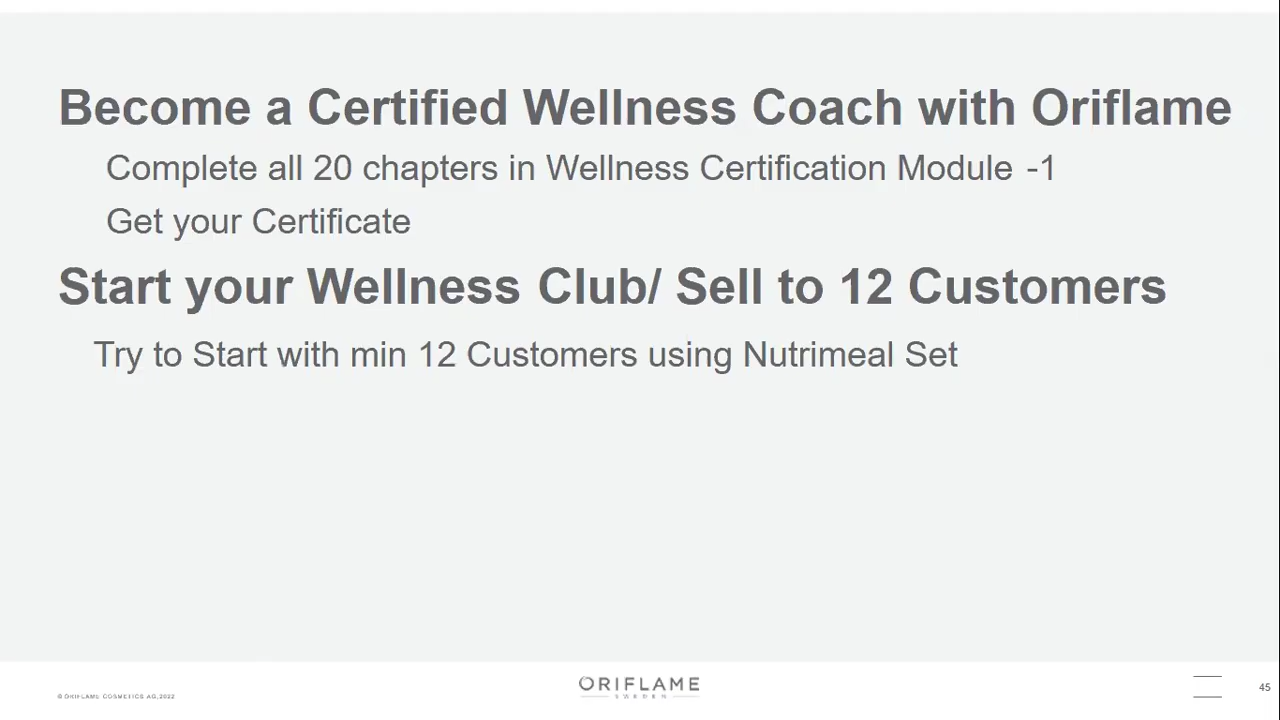 Become a Certified Wellness Coach with Oriflame
Complete all 20 chapters in Wellness Certification Module -1
Get your Certificate
Start your Wellness Club/ Sell to 12 Customers
Try to Start with min 12 Customers using Nutrimeal Set
© ORIFLAME COSMETICS AG,2022
ORIFLAME
SWEDEN
45